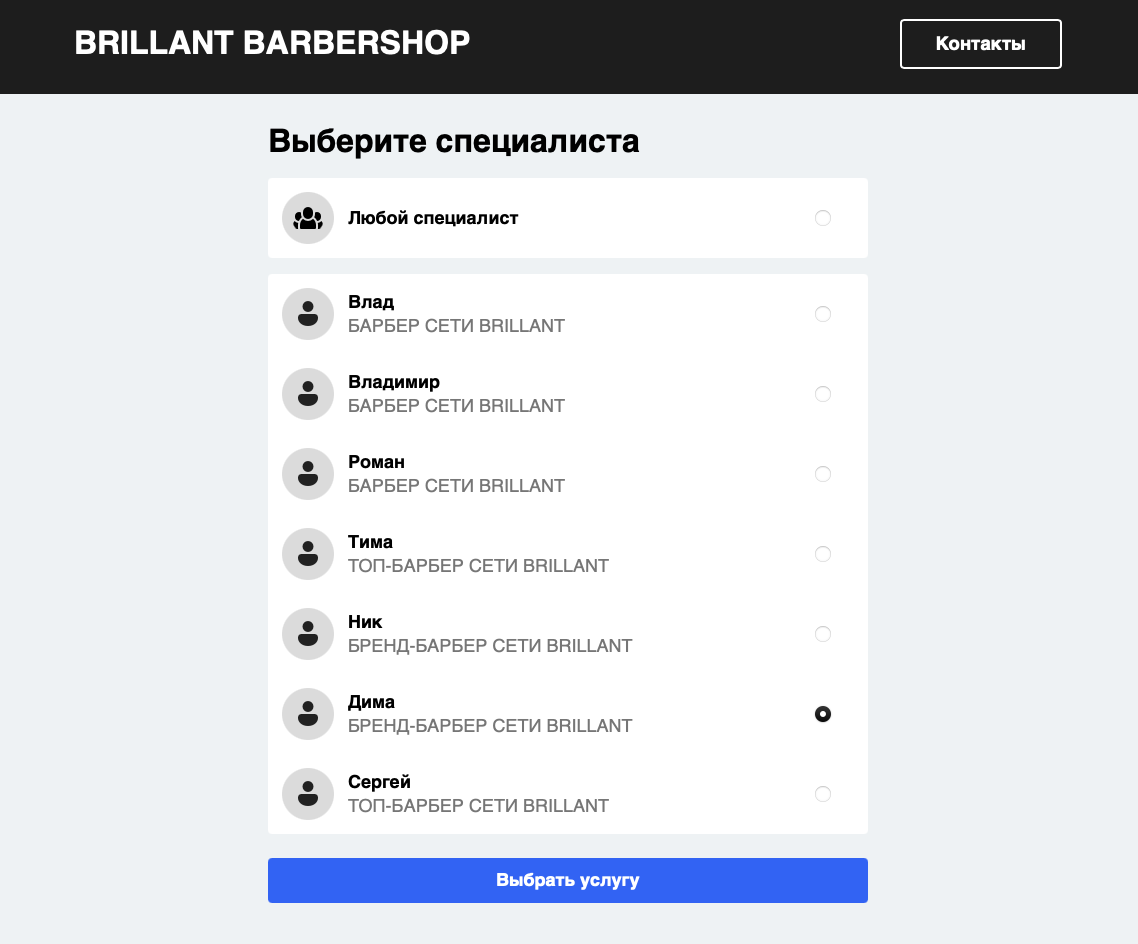 BRILLANT BARBERSHOP
Контакты
Выберите специалиста
Любой специалист
Влад
БАРБЕР СЕТИ BRILLANT
Владимир
БАРБЕР СЕТИ BRILLANT
Роман
БАРБЕР СЕТИ BRILLANT
Тима
ТОП-БАРБЕР СЕТИ BRILLANT
Ник
БРЕНД-БАРБЕР СЕТИ BRILLANT
Дима
БРЕНД-БАРБЕР СЕТИ BRILLANT
Сергей
ТОП-БАРБЕР СЕТИ BRILLANT
Выбрать услугу